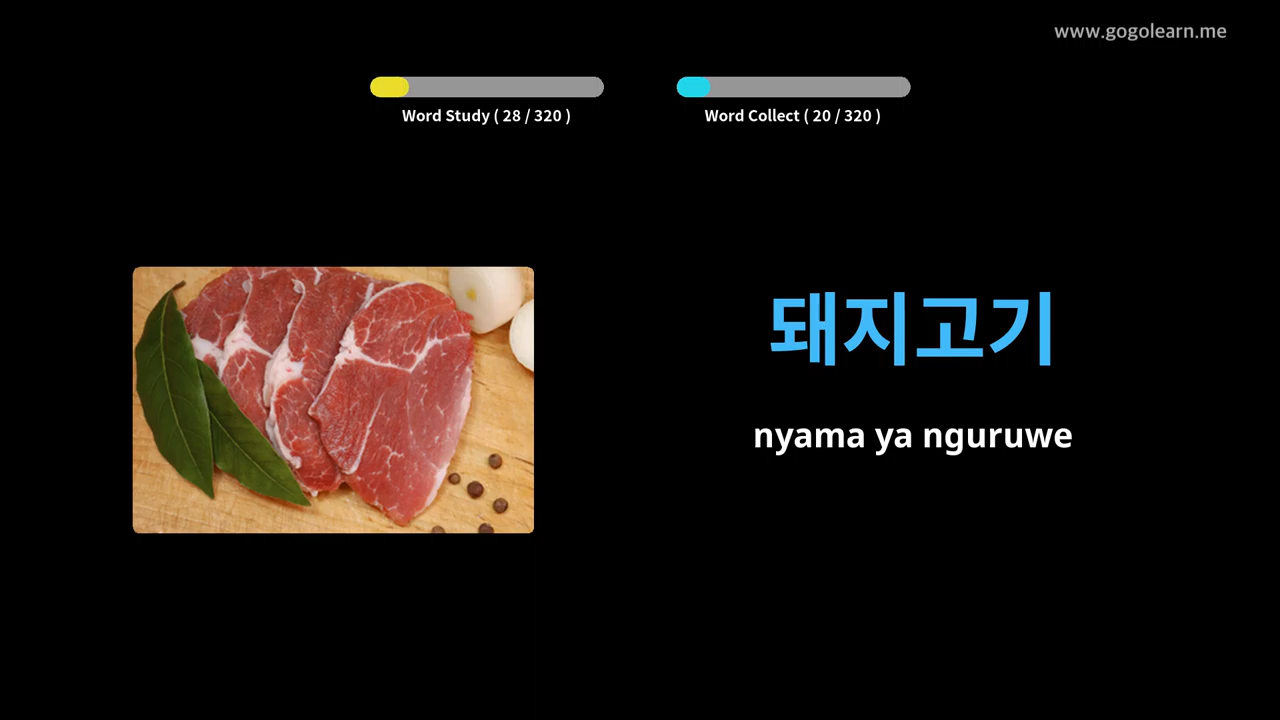 www.gogolearn.me
Word Study ( 28 / 320 )
Word Collect ( 20 / 320 )
돼지고기
nyama ya nguruwe